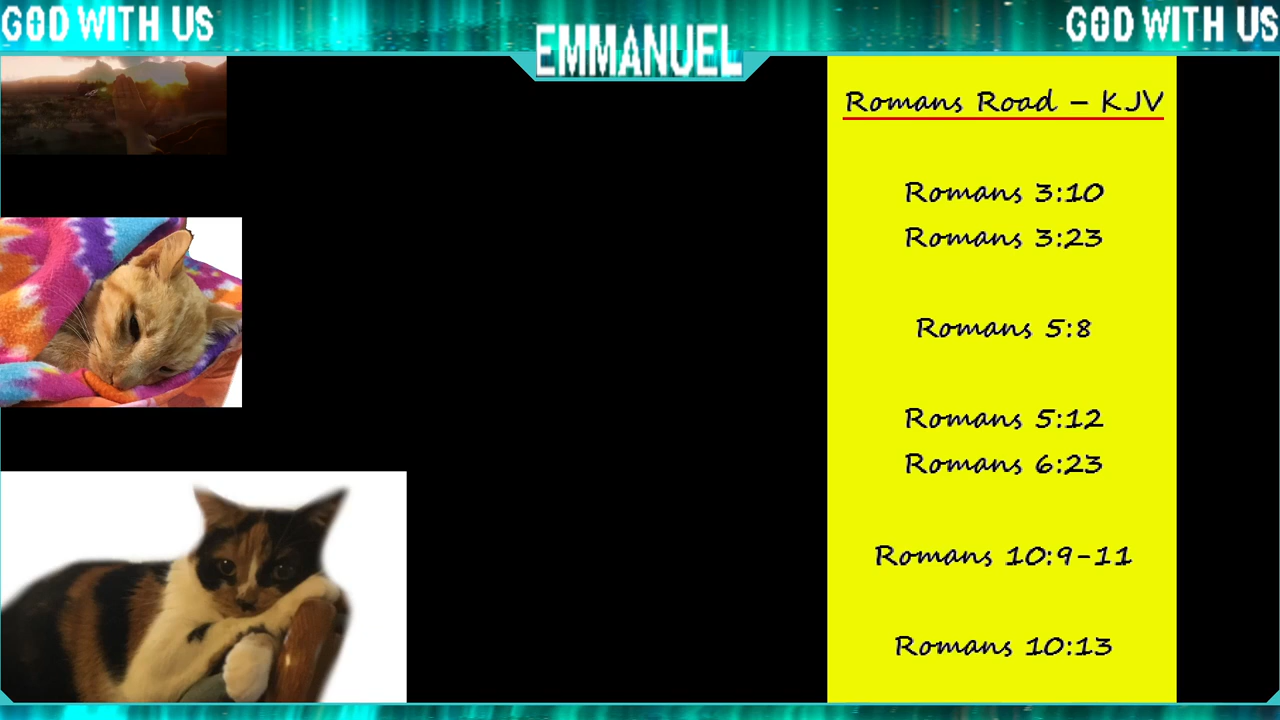 GOD WITH US
EMMANUEL
GOD WITH US
Romans Road – KJV
Romans 3:10
Romans 3:23
Romans 5:8
Romans 5:12
Romans 6:23
Romans 10:9-11
Romans 10:13